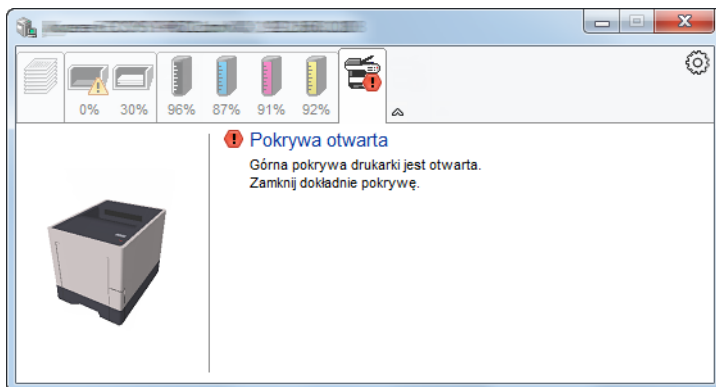 0% 30% 96% 87% 91% 92%
Pokrywa otwarta
Górna pokrywa drukarki jest otwarta.
Zamknij dokładnie pokrywę.